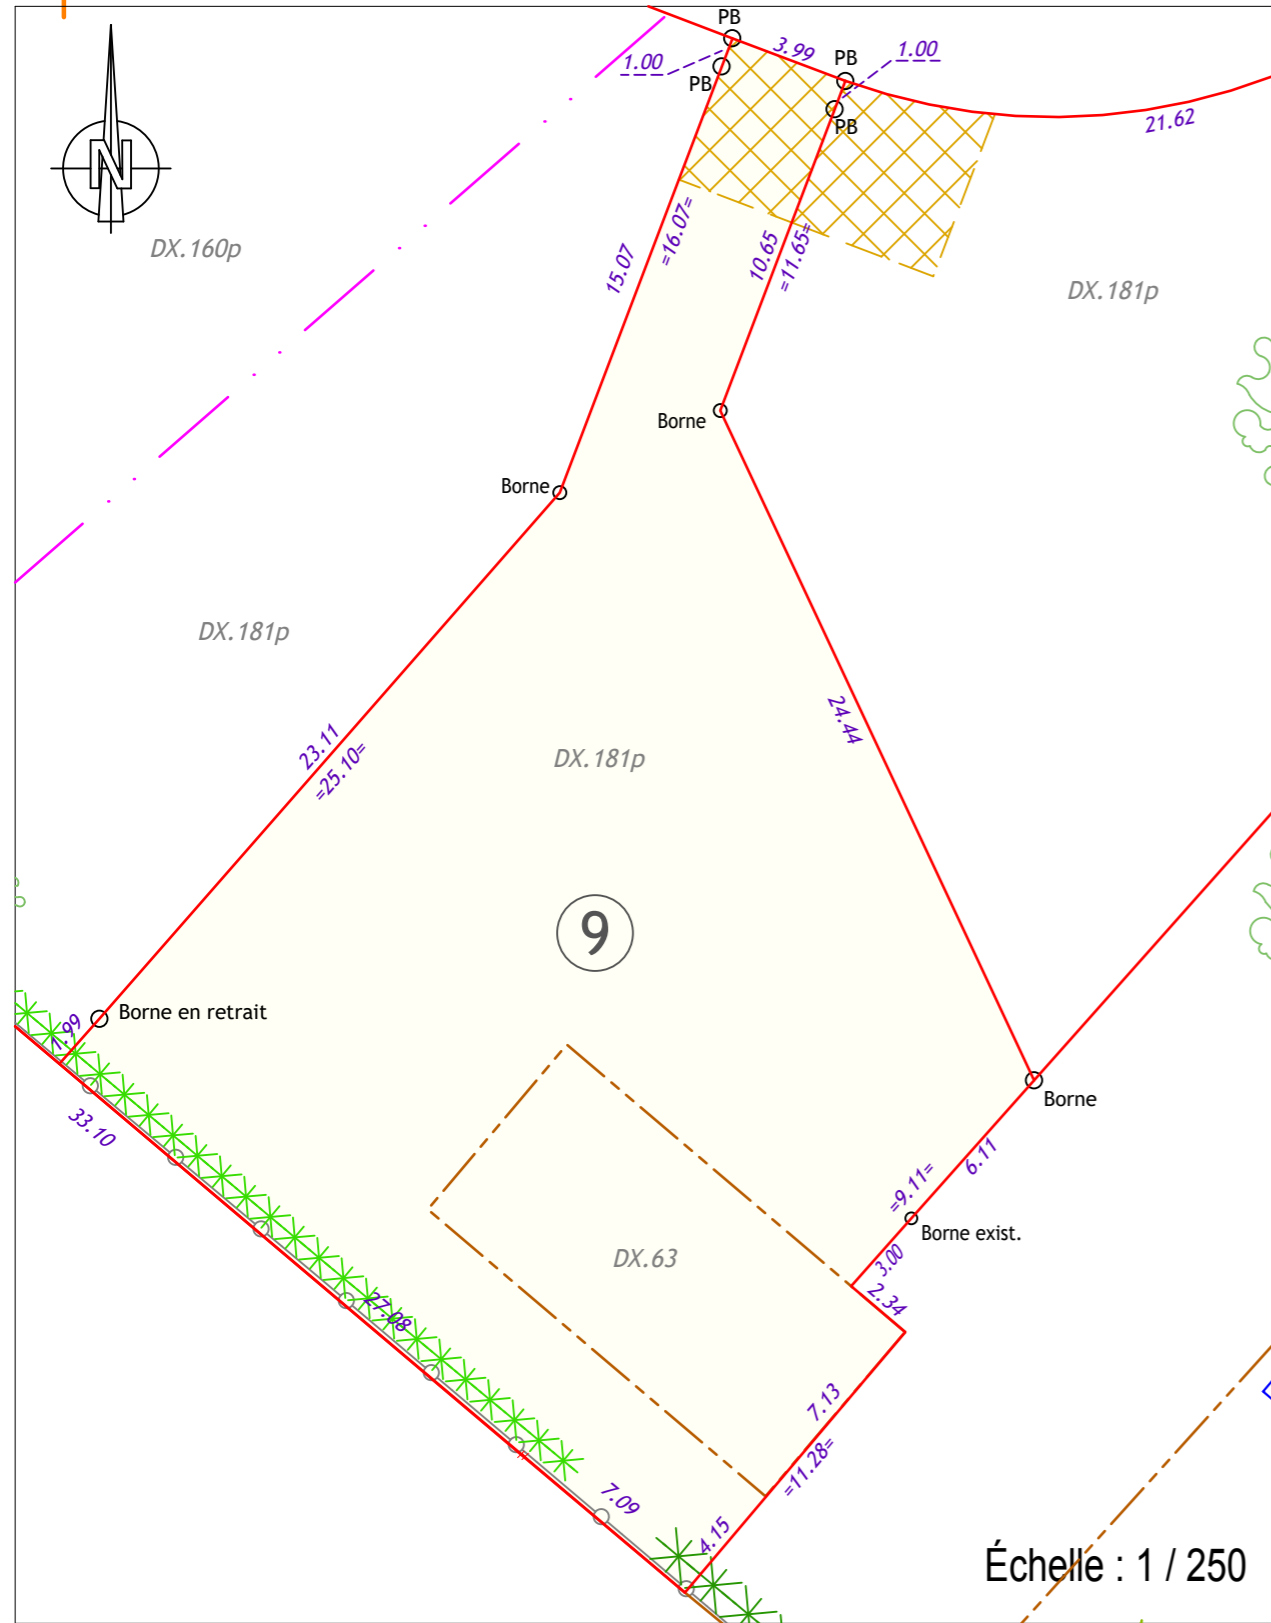 PB
3.99
1.00
PB
1.00
PB
PB
21.62
N
DX.160p
15.07
=16.07=
10.65
=11.65=
DX.181p
Borne
Borne
DX.181p
23.11
=25.10=
24.44
DX.181p
9
1.99
Borne en retrait
Borne
33.10
6.11
=9.11=
Borne exist.
3.00
DX.63
2.34
27.08
7.13
=11.28=
7.09
4.15
Échelle : 1 / 250